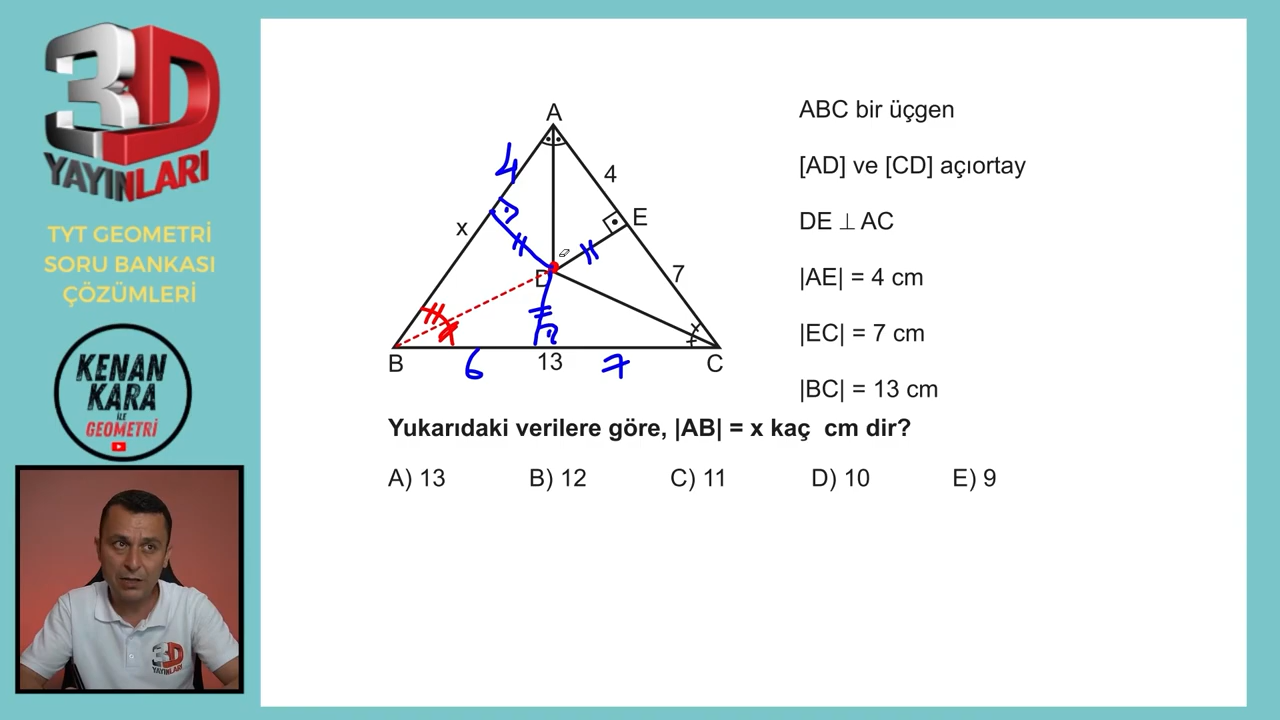 3D
YAYINLARI
TYT GEOMETRİ
SORU BANKASI
ÇÖZÜMLERİ
KENAN
KARA
İLE
GEOMETRİ
3D
YAYINLARI
A
4
4
E
x
D
7
B
6
13
7
C
ABC bir üçgen
[AD] ve [CD] açıortay
DE ⊥ AC
|AE| = 4 cm
|EC| = 7 cm
|BC| = 13 cm
Yukarıdaki verilere göre, |AB| = x kaç cm dir?
A) 13 B) 12 C) 11 D) 10 E) 9